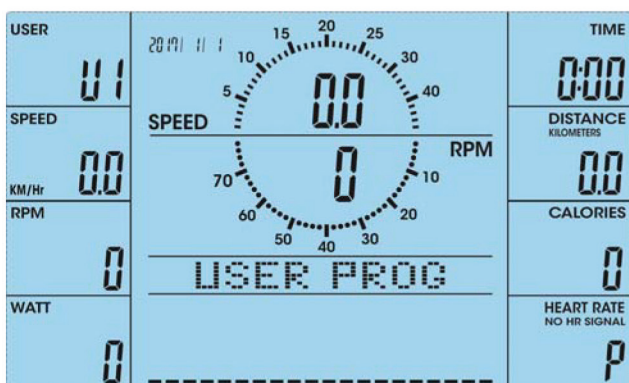 USER
U1
SPEED
KM/Hr 0.0
RPM
0
WATT
0
2017/ 1/ 1
5 10 15 20 25 30 40
SPEED 0.0
0 RPM
70 60 50 40 30 20 10
USER PROG
TIME
0:00
DISTANCE
KILOMETERS
0.0
CALORIES
0
HEART RATE
NO HR SIGNAL
P